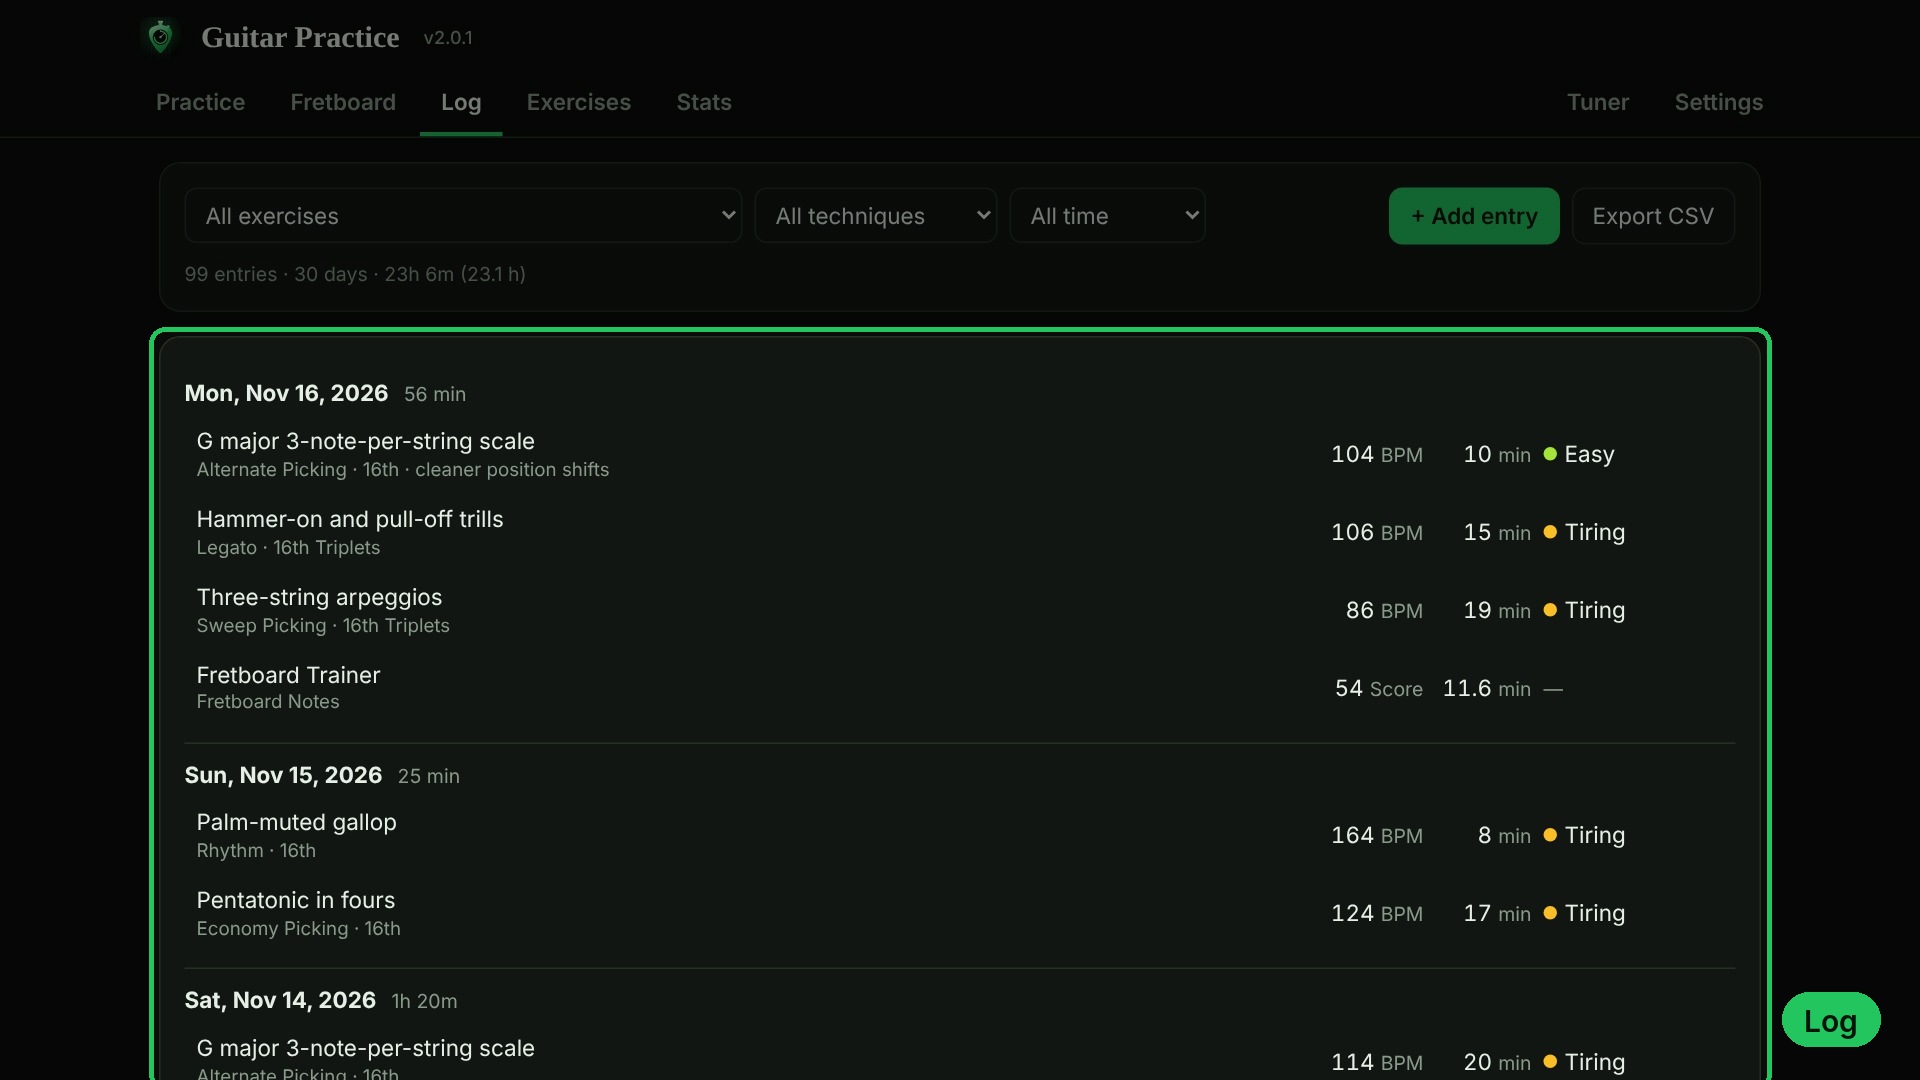 Guitar Practice v2.0.1
Practice Fretboard Log Exercises Stats Tuner Settings
All exercises All techniques All time + Add entry Export CSV
99 entries · 30 days · 23h 6m (23.1 h)
Mon, Nov 16, 2026 56 min
G major 3-note-per-string scale
Alternate Picking · 16th · cleaner position shifts
104 BPM 10 min Easy
Hammer-on and pull-off trills
Legato · 16th Triplets
106 BPM 15 min Tiring
Three-string arpeggios
Sweep Picking · 16th Triplets
86 BPM 19 min Tiring
Fretboard Trainer
Fretboard Notes
54 Score 11.6 min —
Sun, Nov 15, 2026 25 min
Palm-muted gallop
Rhythm · 16th
164 BPM 8 min Tiring
Pentatonic in fours
Economy Picking · 16th
124 BPM 17 min Tiring
Sat, Nov 14, 2026 1h 20m
G major 3-note-per-string scale
Alternate Picking · 16th
114 BPM 20 min Tiring
Log